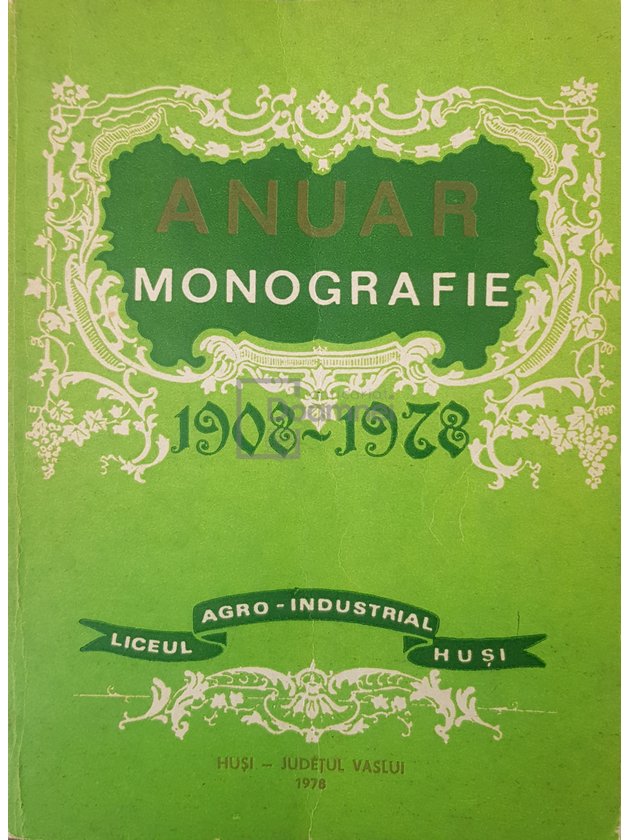 ANUAR
MONOGRAFIE
1908~1978
LICEUL AGRO-INDUSTRIAL HUȘI
HUȘI – JUDEȚUL VASLUI
1978